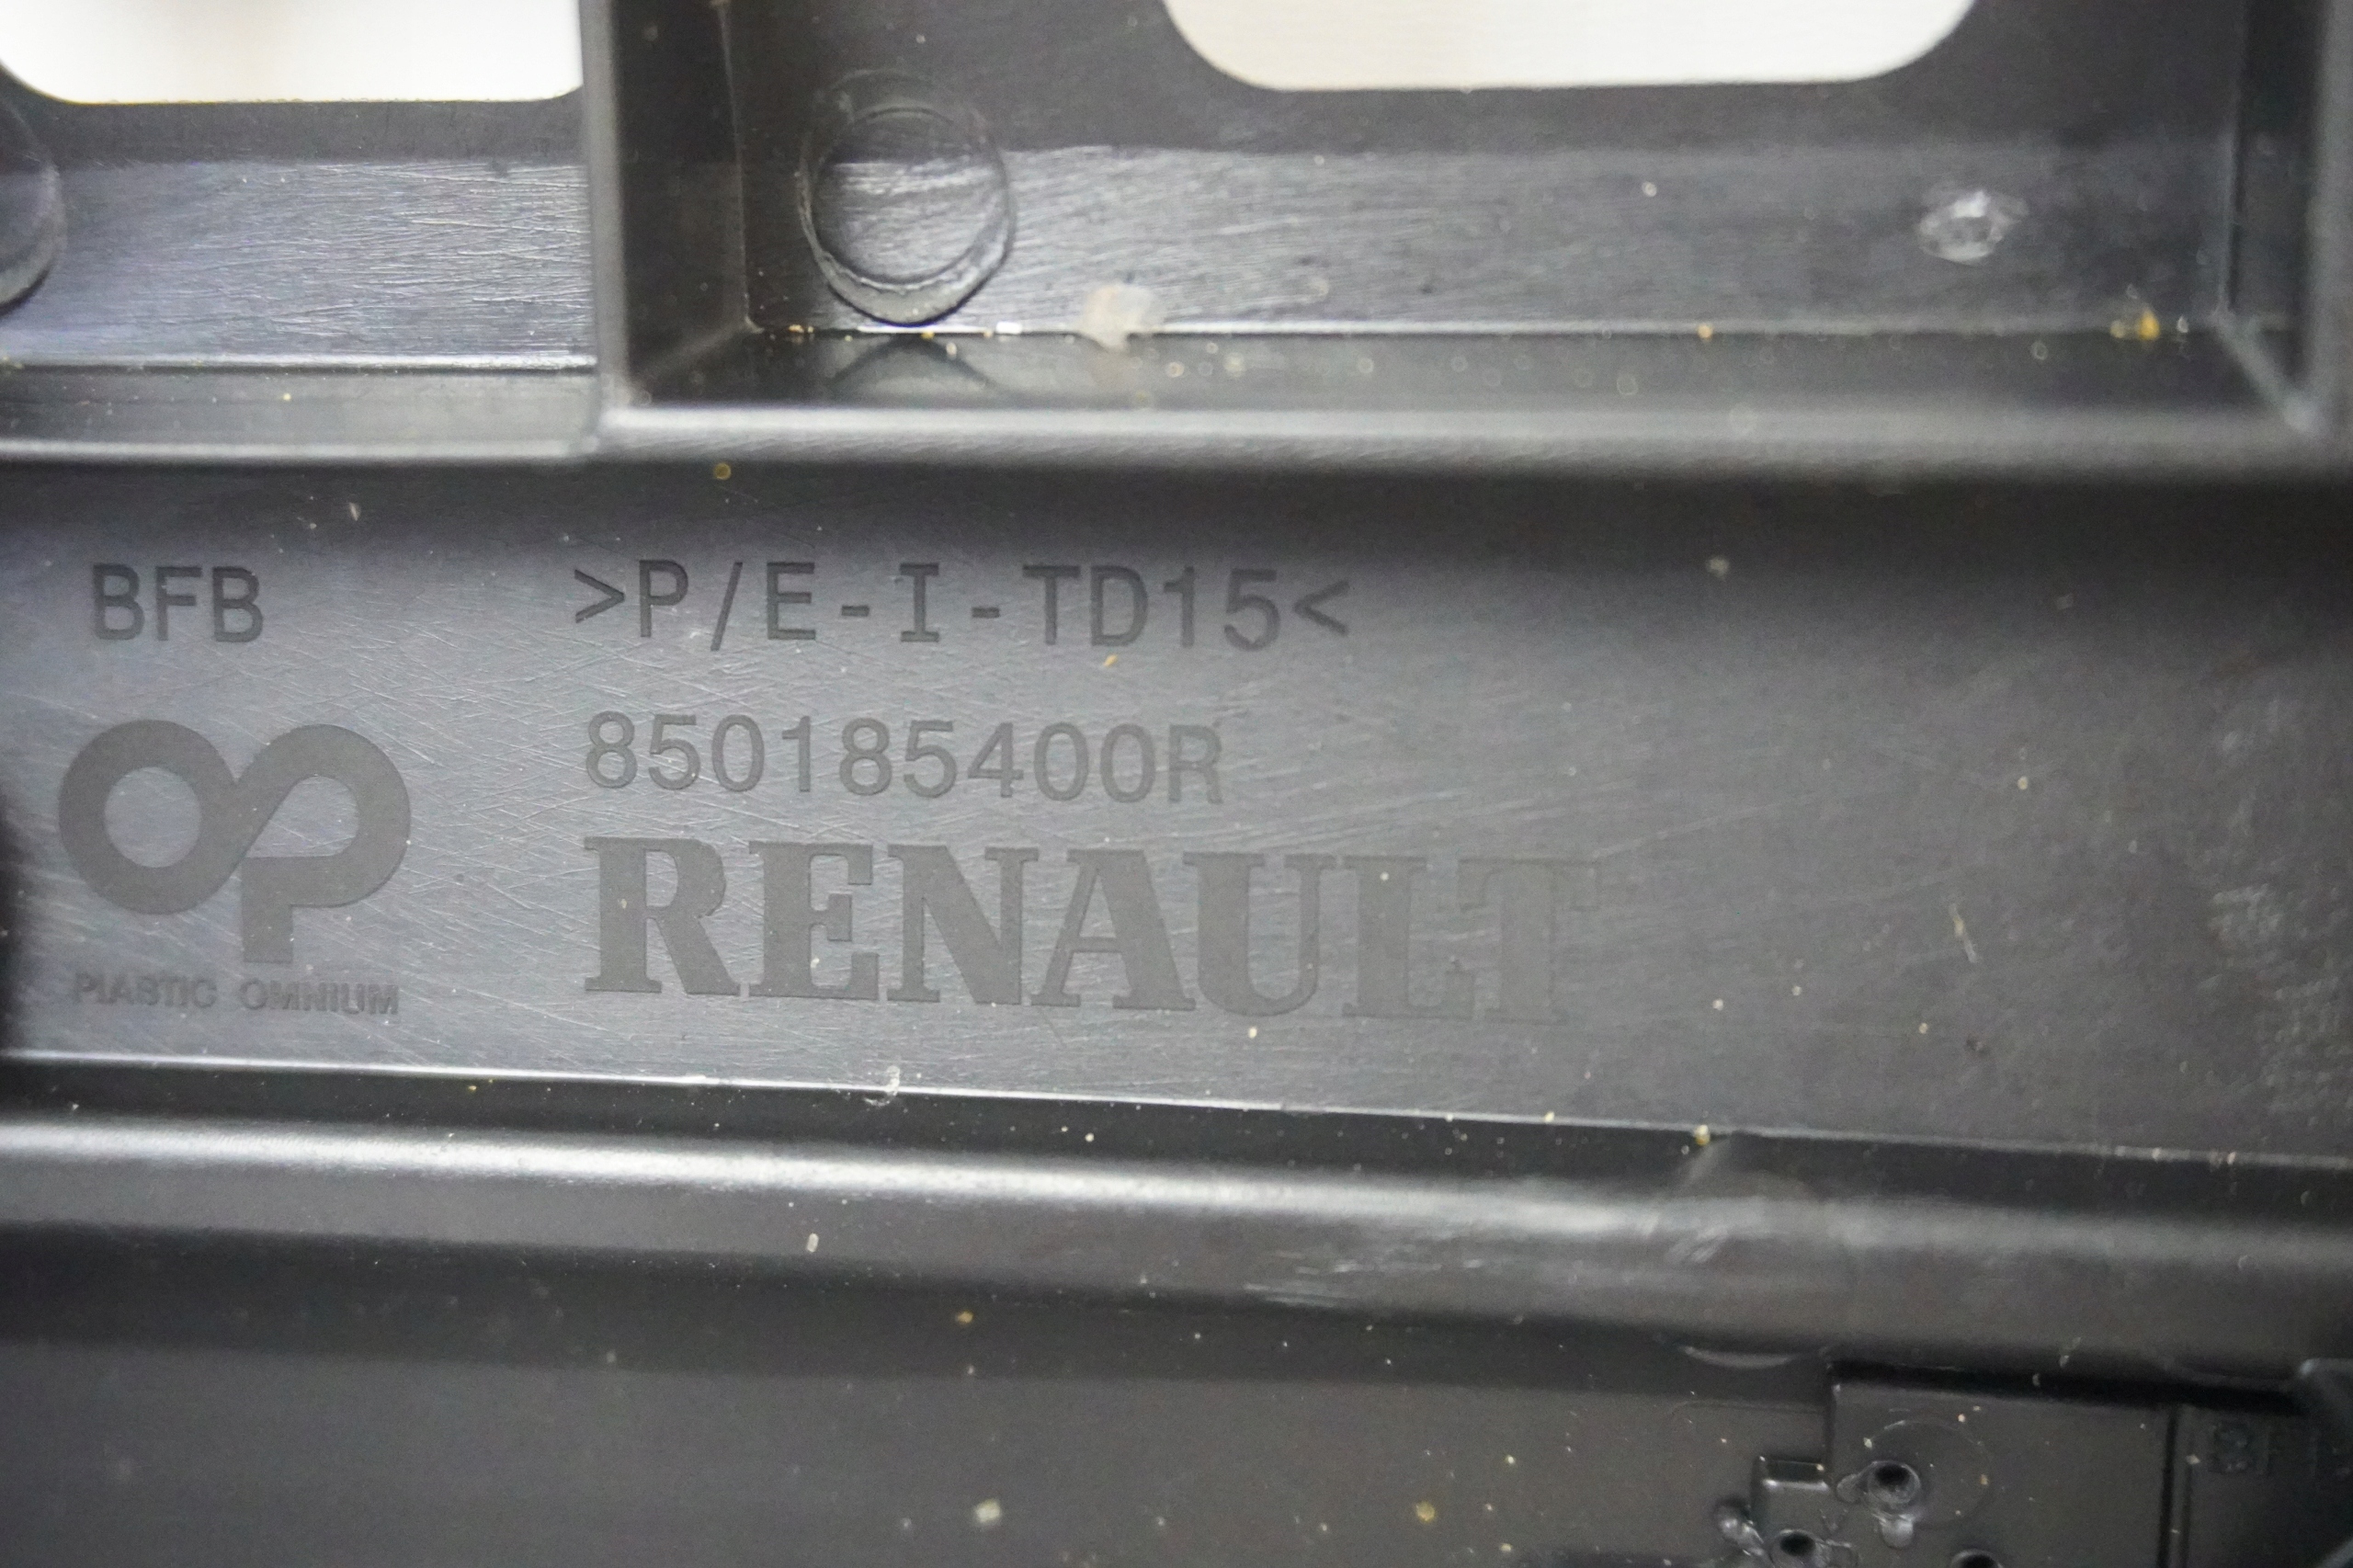 BFB >P/E-I-TD15<
850185400R
RENAULT
PLASTIC OMNIUM